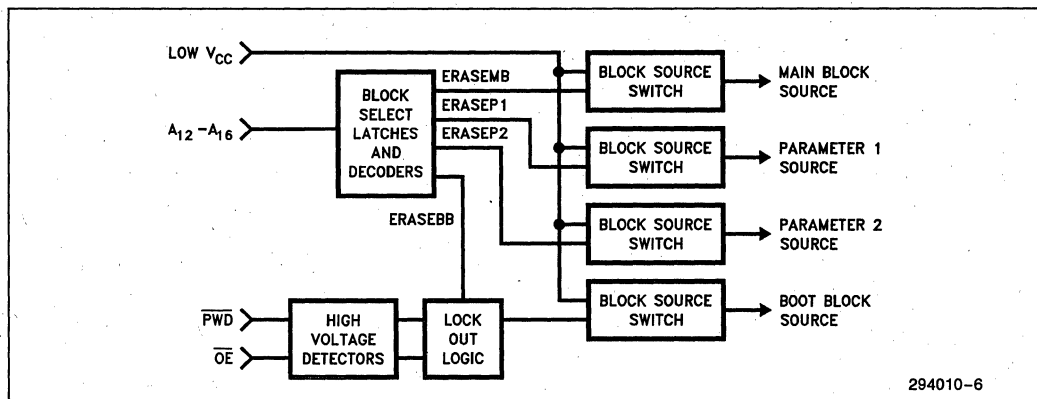 LOW VCC
A12 –A16
BLOCK
SELECT
LATCHES
AND
DECODERS
ERASEMB
ERASEP1
ERASEP2
ERASEBB
BLOCK SOURCE
SWITCH
MAIN BLOCK
SOURCE
BLOCK SOURCE
SWITCH
PARAMETER 1
SOURCE
BLOCK SOURCE
SWITCH
PARAMETER 2
SOURCE
BLOCK SOURCE
SWITCH
BOOT BLOCK
SOURCE
P̅W̅D̅
O̅E̅
HIGH
VOLTAGE
DETECTORS
LOCK
OUT
LOGIC
294010–6